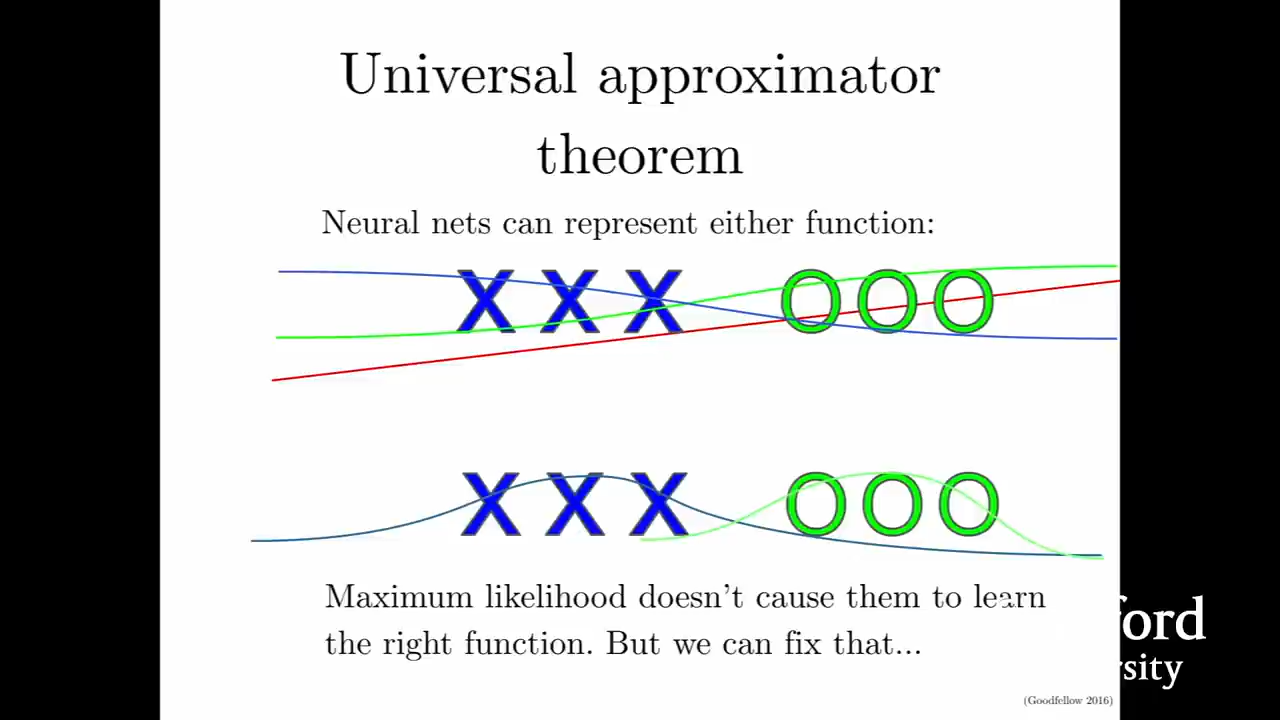 Universal approximator
theorem
Neural nets can represent either function:
X X X O O O
X X X O O O
Maximum likelihood doesn't cause them to learn
the right function. But we can fix that...
ford
rsity
(Goodfellow 2016)